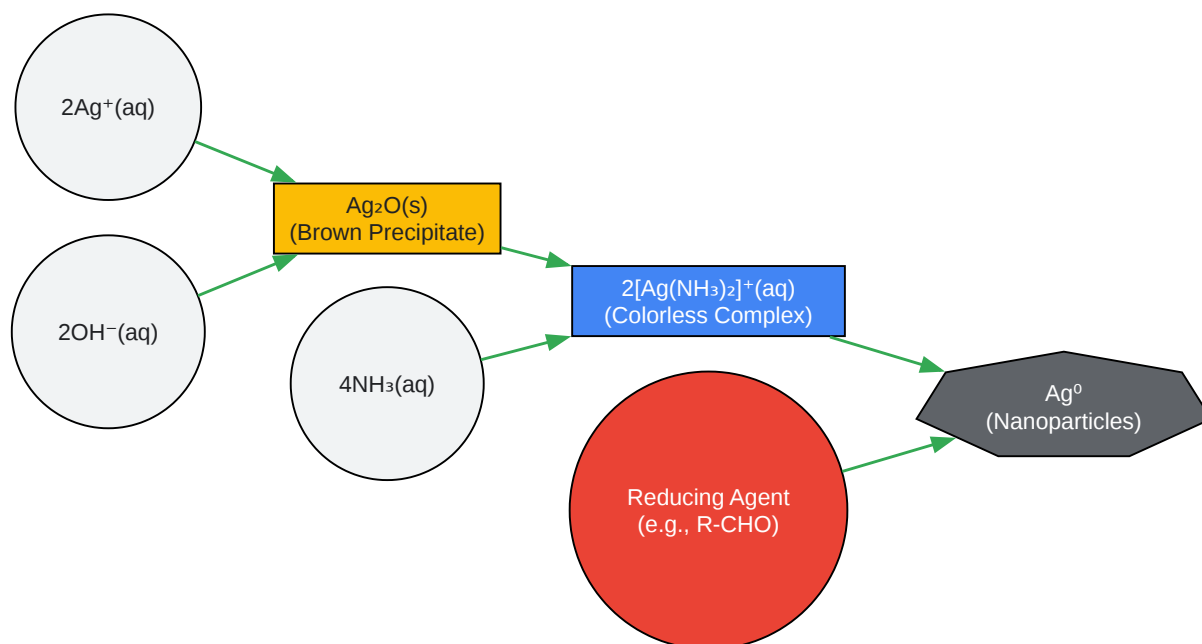 2Ag⁺(aq)
Ag₂O(s)
(Brown Precipitate)
2OH⁻(aq)
2[Ag(NH₃)₂]⁺(aq)
(Colorless Complex)
4NH₃(aq)
Ag⁰
(Nanoparticles)
Reducing Agent
(e.g., R-CHO)